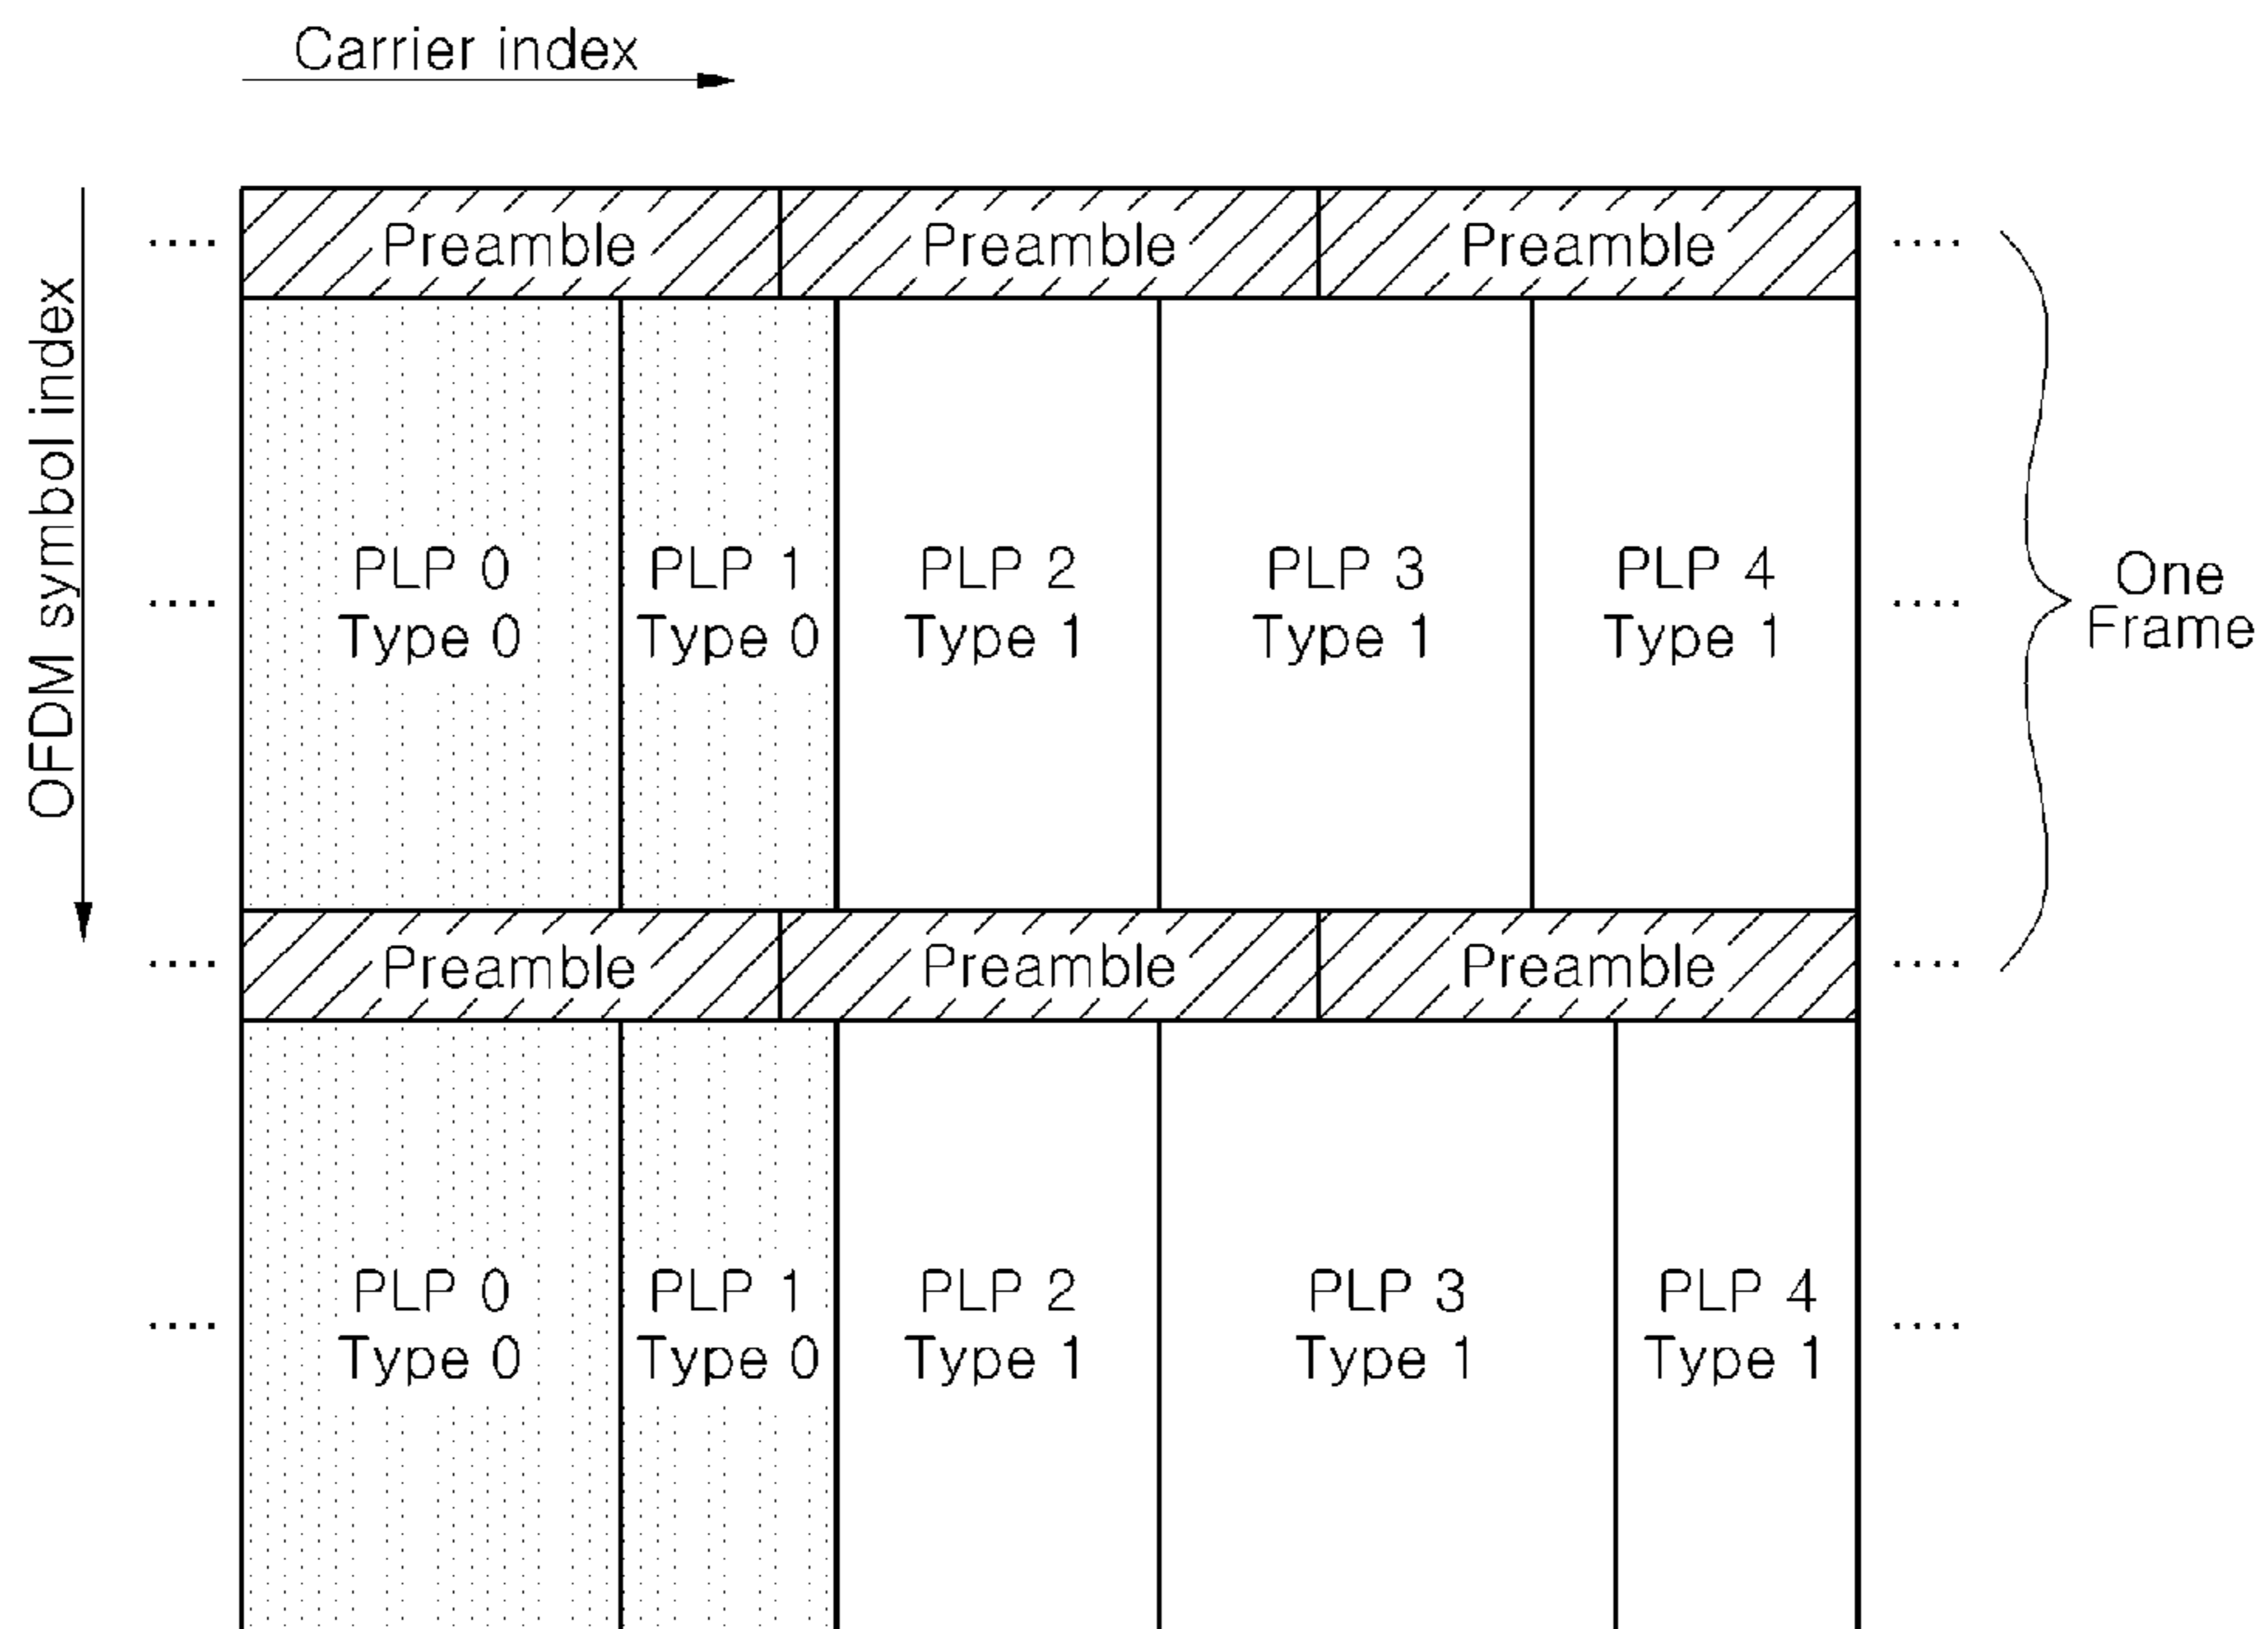 Carrier index
OFDM symbol index
.... Preamble Preamble Preamble ....
.... PLP 0 PLP 1 PLP 2 PLP 3 PLP 4 ....
Type 0 Type 0 Type 1 Type 1 Type 1
One
Frame
.... Preamble Preamble Preamble ....
.... PLP 0 PLP 1 PLP 2 PLP 3 PLP 4 ....
Type 0 Type 0 Type 1 Type 1 Type 1